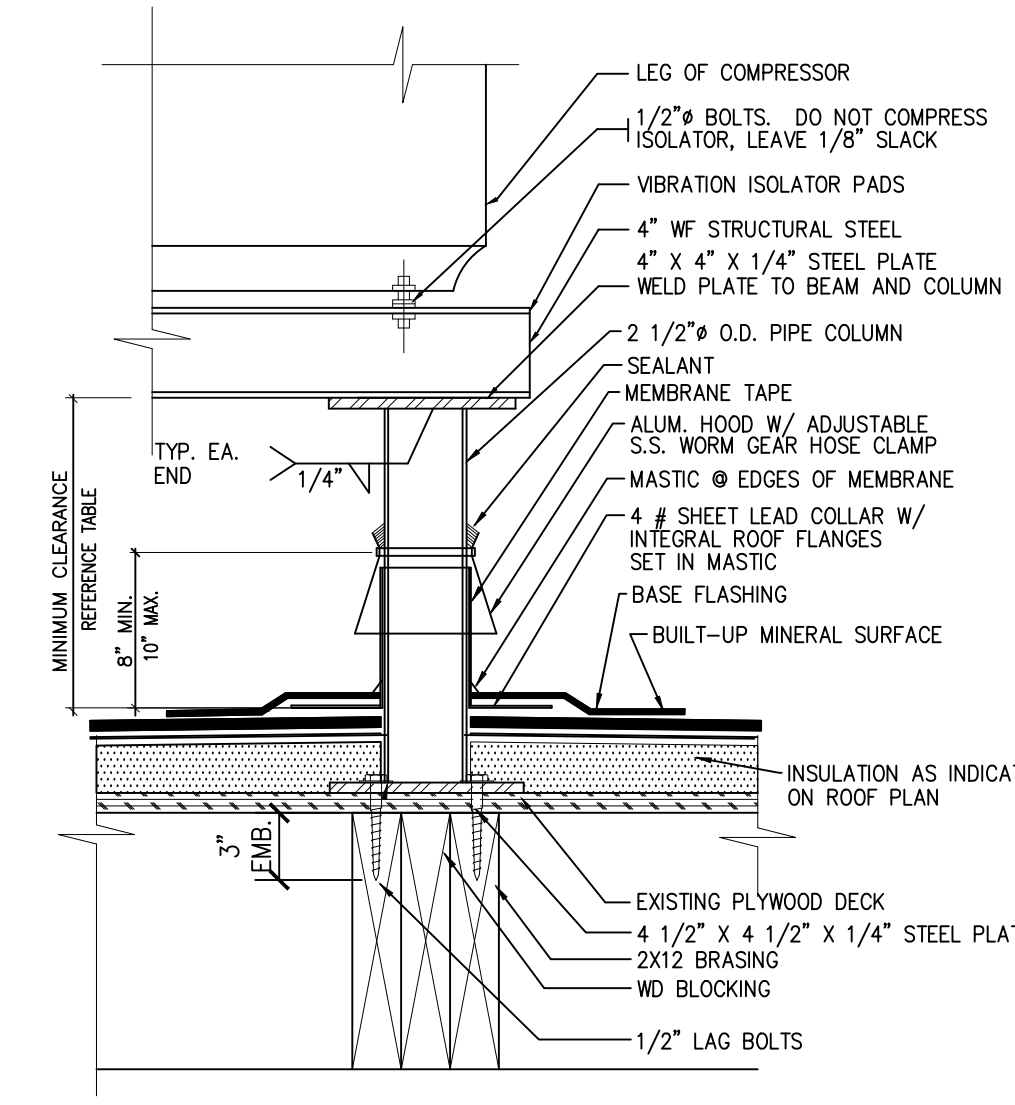 LEG OF COMPRESSOR
1/2"ø BOLTS. DO NOT COMPRESS
ISOLATOR, LEAVE 1/8" SLACK
VIBRATION ISOLATOR PADS
4" WF STRUCTURAL STEEL
4" X 4" X 1/4" STEEL PLATE
WELD PLATE TO BEAM AND COLUMN
2 1/2"ø O.D. PIPE COLUMN
SEALANT
MEMBRANE TAPE
ALUM. HOOD W/ ADJUSTABLE
S.S. WORM GEAR HOSE CLAMP
MASTIC @ EDGES OF MEMBRANE
4 # SHEET LEAD COLLAR W/
INTEGRAL ROOF FLANGES
SET IN MASTIC
BASE FLASHING
BUILT-UP MINERAL SURFACE
TYP. EA.
END
1/4"
MINIMUM CLEARANCE
REFERENCE TABLE
8" MIN.
10" MAX.
INSULATION AS INDICAT
ON ROOF PLAN
3"
EMB.
EXISTING PLYWOOD DECK
4 1/2" X 4 1/2" X 1/4" STEEL PLAT
2X12 BRASING
WD BLOCKING
1/2" LAG BOLTS